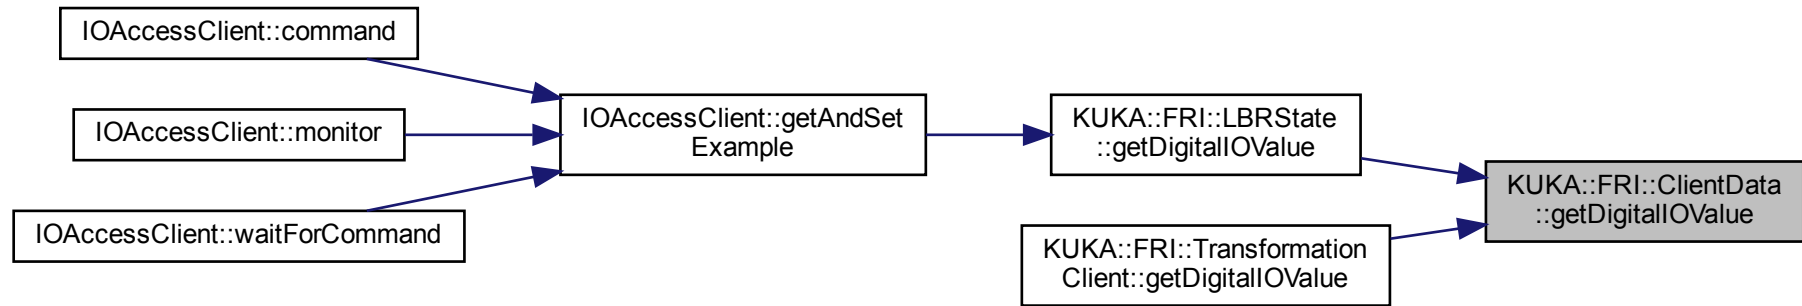 IOAccessClient::command
IOAccessClient::monitor
IOAccessClient::waitForCommand
IOAccessClient::getAndSet
Example
KUKA::FRI::LBRState
::getDigitalIOValue
KUKA::FRI::Transformation
Client::getDigitalIOValue
KUKA::FRI::ClientData
::getDigitalIOValue